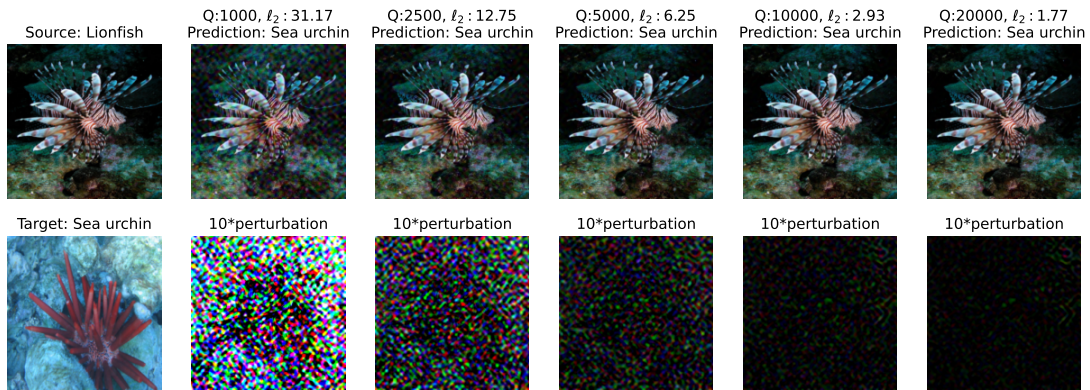 Source: Lionfish
Q:1000, ℓ₂ : 31.17
Prediction: Sea urchin
Q:2500, ℓ₂ : 12.75
Prediction: Sea urchin
Q:5000, ℓ₂ : 6.25
Prediction: Sea urchin
Q:10000, ℓ₂ : 2.93
Prediction: Sea urchin
Q:20000, ℓ₂ : 1.77
Prediction: Sea urchin
Target: Sea urchin
10*perturbation
10*perturbation
10*perturbation
10*perturbation
10*perturbation